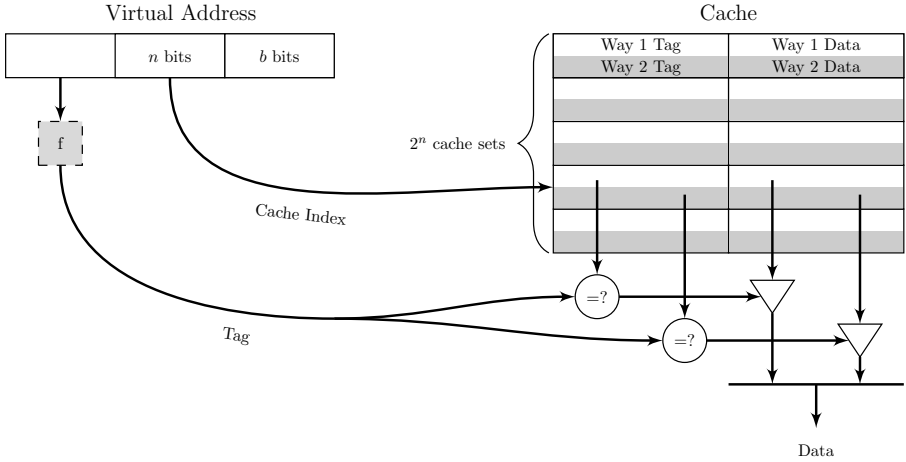 Virtual Address
Cache
n bits
b bits
Way 1 Tag
Way 1 Data
Way 2 Tag
Way 2 Data
f
2ⁿ cache sets
Cache Index
=?
Tag
=?
Data